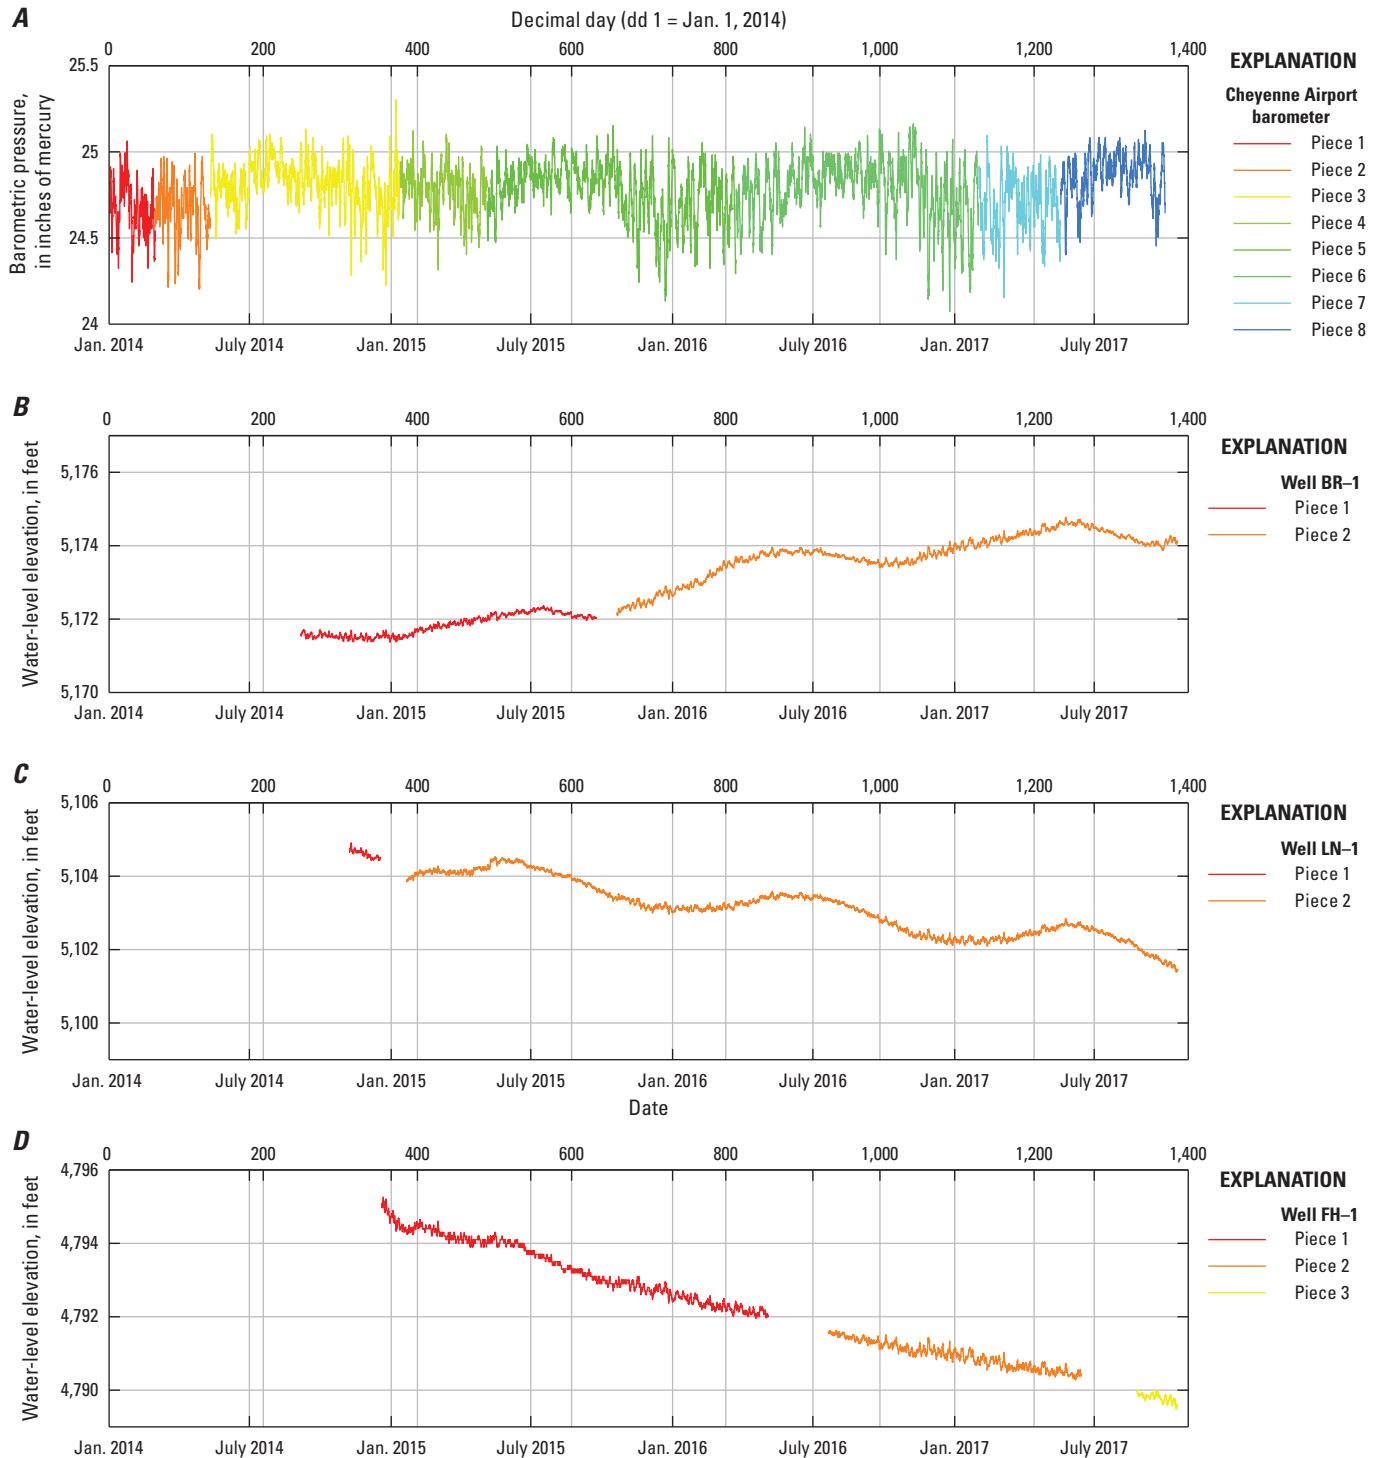 A
Decimal day (dd 1 = Jan. 1, 2014)
0 200 400 600 800 1,000 1,200 1,400
Barometric pressure,
in inches of mercury
25.5
25
24.5
24
Jan. 2014 July 2014 Jan. 2015 July 2015 Jan. 2016 July 2016 Jan. 2017 July 2017
EXPLANATION
Cheyenne Airport
barometer
Piece 1
Piece 2
Piece 3
Piece 4
Piece 5
Piece 6
Piece 7
Piece 8
B
0 200 400 600 800 1,000 1,200 1,400
Water-level elevation, in feet
5,176
5,174
5,172
5,170
Jan. 2014 July 2014 Jan. 2015 July 2015 Jan. 2016 July 2016 Jan. 2017 July 2017
EXPLANATION
Well BR–1
Piece 1
Piece 2
C
0 200 400 600 800 1,000 1,200 1,400
Water-level elevation, in feet
5,106
5,104
5,102
5,100
Jan. 2014 July 2014 Jan. 2015 July 2015 Jan. 2016 July 2016 Jan. 2017 July 2017
Date
EXPLANATION
Well LN–1
Piece 1
Piece 2
D
0 200 400 600 800 1,000 1,200 1,400
Water-level elevation, in feet
4,796
4,794
4,792
4,790
Jan. 2014 July 2014 Jan. 2015 July 2015 Jan. 2016 July 2016 Jan. 2017 July 2017
EXPLANATION
Well FH–1
Piece 1
Piece 2
Piece 3